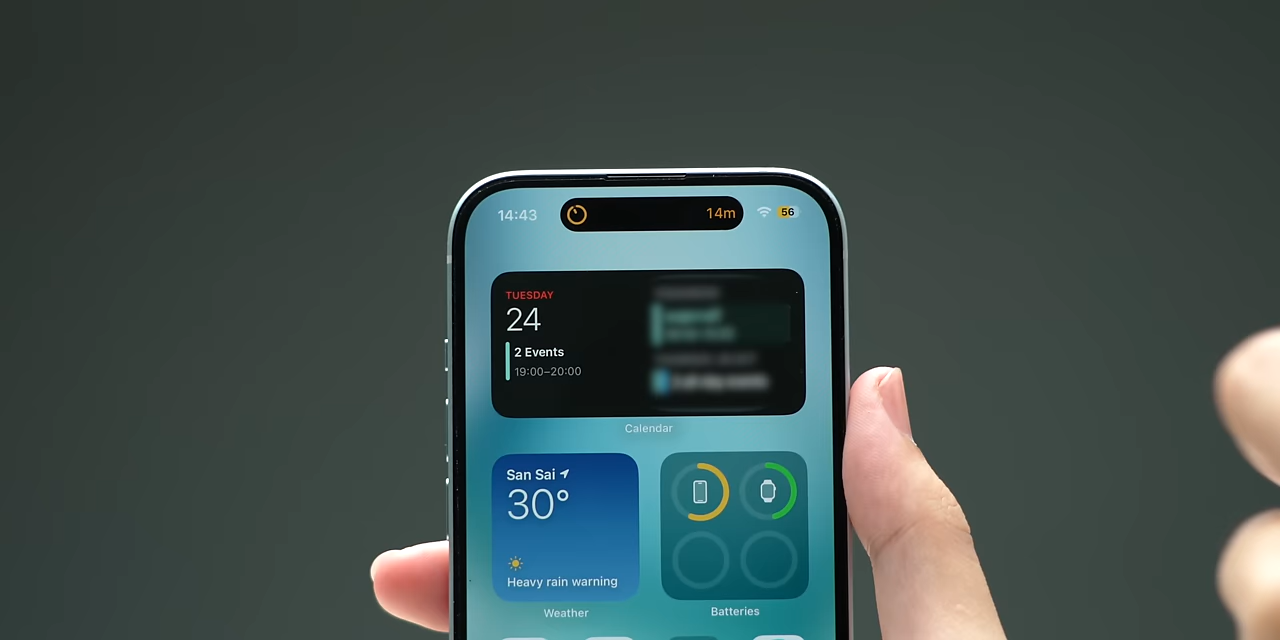 14:43
14m
56
TUESDAY
24
2 Events
19:00–20:00
Calendar
San Sai
30°
Heavy rain warning
Weather
Batteries